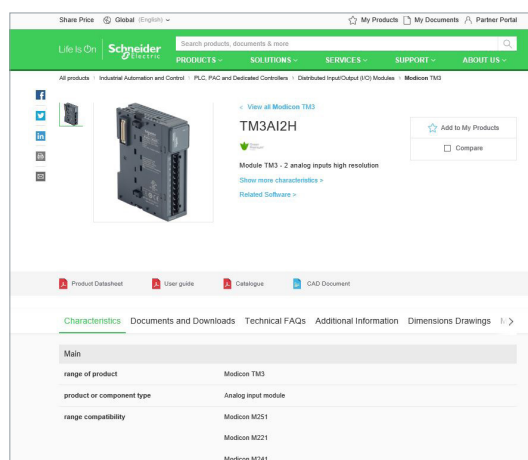 Share Price Global (English) My Products My Documents Partner Portal
Life Is On Schneider Electric
Search products, documents & more
PRODUCTS SOLUTIONS SERVICES SUPPORT ABOUT US
All products Industrial Automation and Control PLC, PAC and Dedicated Controllers Distributed Input/Output (I/O) Modules Modicon TM3
View all Modicon TM3
TM3AI2H
Add to My Products
Compare
Module TM3 - 2 analog inputs high resolution
Show more characteristics >
Related Software >
Product Datasheet User guide Catalogue CAD Document
Characteristics Documents and Downloads Technical FAQs Additional Information Dimensions Drawings
Main
range of product Modicon TM3
product or component type Analog input module
range compatibility Modicon M251
Modicon M221
Modicon M241